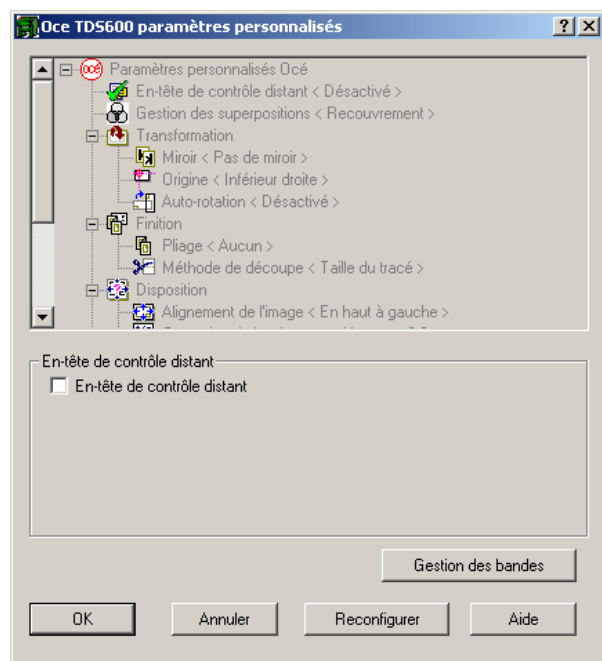 Oce TDS600 paramètres personnalisés
Paramètres personnalisés Océ
En-tête de contrôle distant < Désactivé >
Gestion des superpositions < Recouvrement >
Transformation
Miroir < Pas de miroir >
Origine < Inférieur droite >
Auto-rotation < Désactivé >
Finition
Pliage < Aucun >
Méthode de découpe < Taille du tracé >
Disposition
Alignement de l'image < En haut à gauche >
En-tête de contrôle distant
En-tête de contrôle distant
Gestion des bandes
OK Annuler Reconfigurer Aide